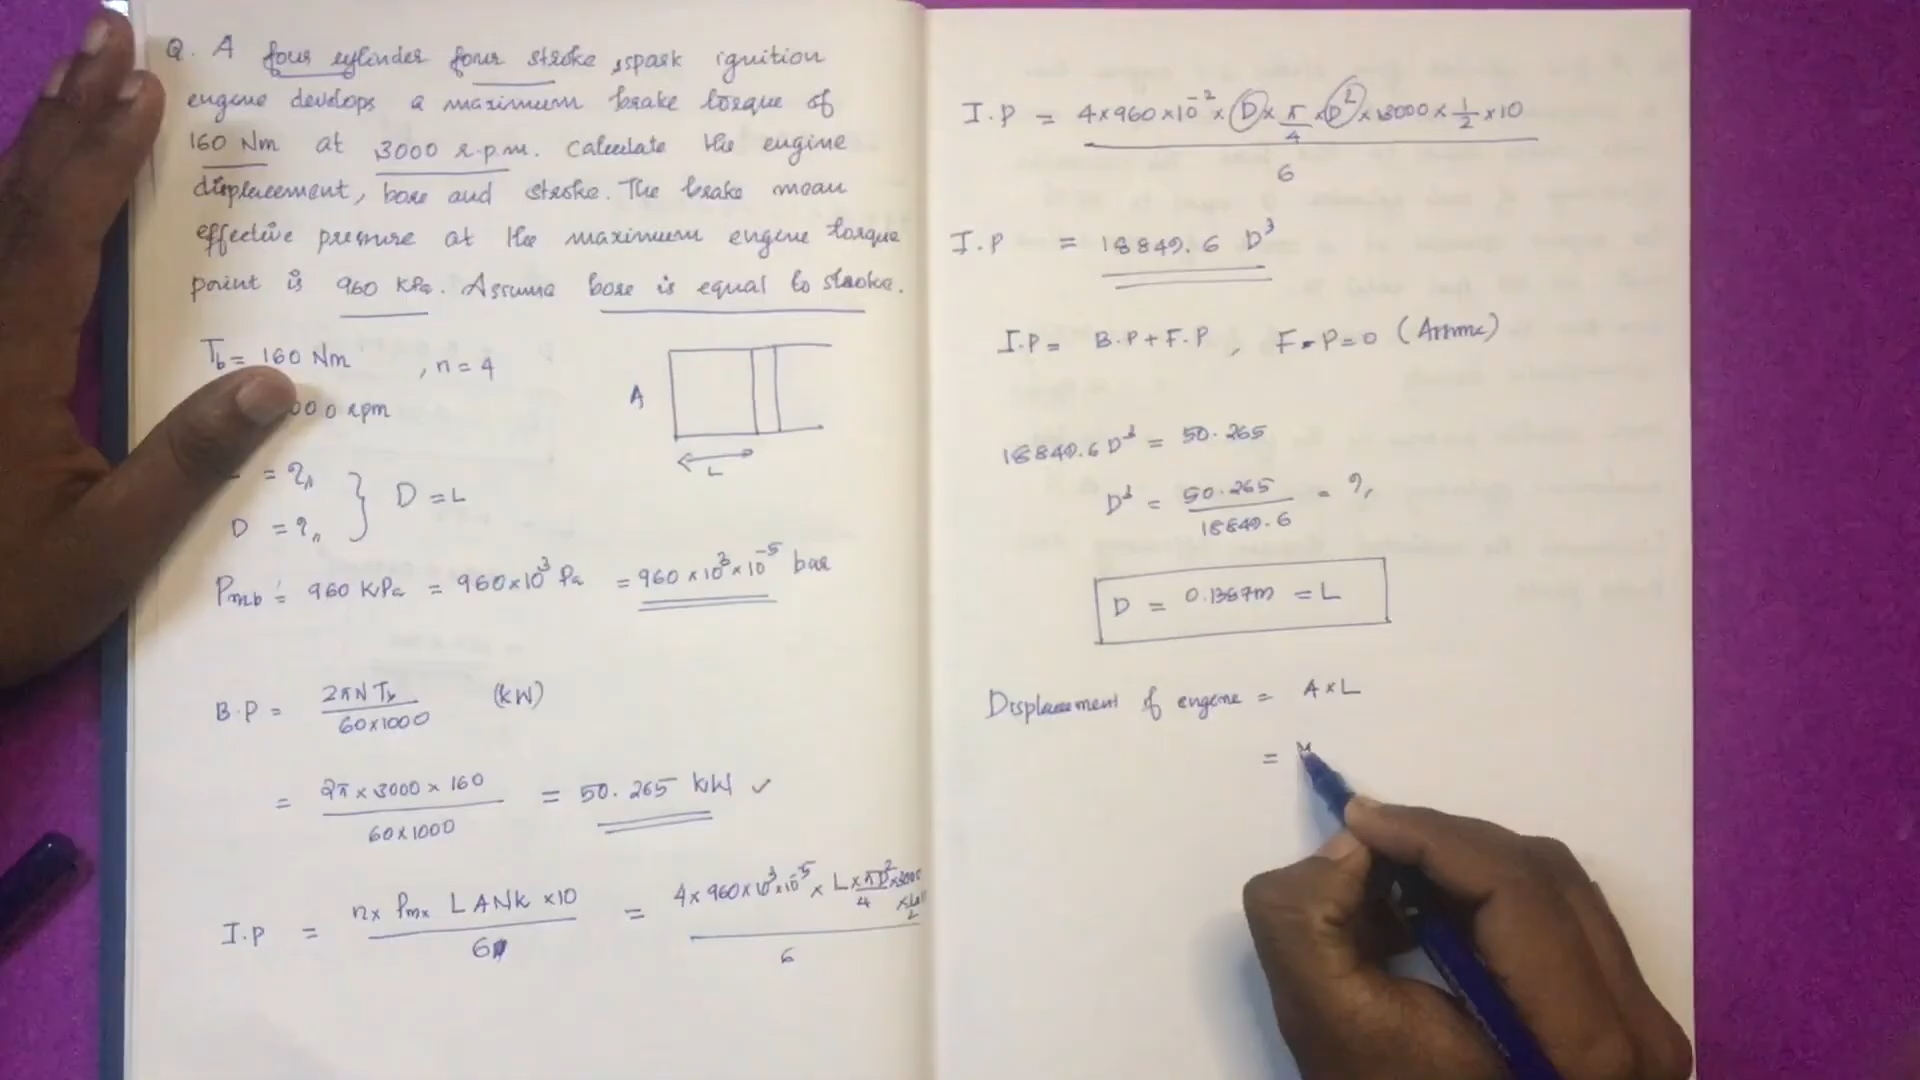 Q. A four cylinder four stroke, spark ignition
engine develops a maximum brake torque of
160 Nm at 3000 r.p.m. Calculate the engine
displacement, bore and stroke. The brake mean
effective pressure at the maximum engine torque
point is 960 KPa. Assume bore is equal to stroke.
Tb = 160 Nm , n = 4
000 rpm
A
L
= ?,
D = ?, } D = L
Pmb = 960 KPa = 960×10³ Pa = 960×10³×10⁻⁵ bar
B.P = 2πNTb / 60×1000 (kW)
= 2π×3000×160 / 60×1000 = 50.265 kW ✓
I.P = n× Pm× LANk ×10 / 6 = 4×960×10³×10⁻⁵ × L×πD²/4 ×3000 / 6
I.P = 4×960×10⁻²×D×π/4×D²×3000×1/2×10 / 6
I.P = 18849.6 D³
I.P = B.P + F.P , F.P = 0 (Assume)
18849.6 D³ = 50.265
D³ = 50.265 / 18849.6 = ?,
D = 0.1387m = L
Displacement of engine = A×L
=